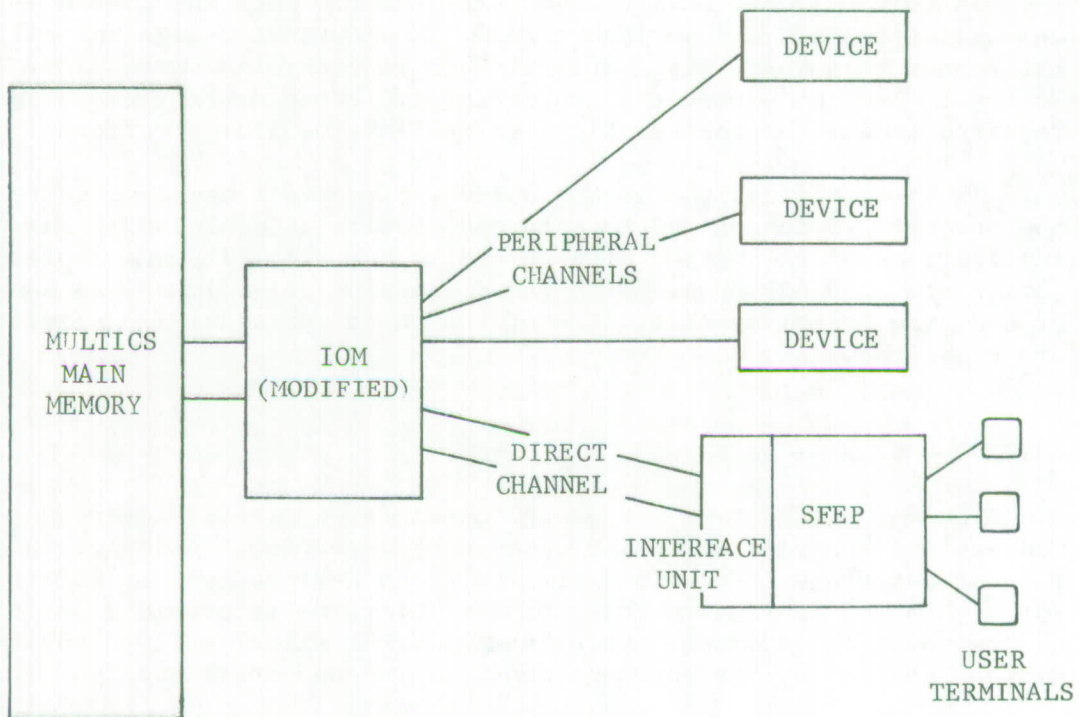 DEVICE
DEVICE
PERIPHERAL
CHANNELS
DEVICE
MULTICS
MAIN
MEMORY
IOM
(MODIFIED)
DIRECT
CHANNEL
SFEP
INTERFACE
UNIT
USER
TERMINALS